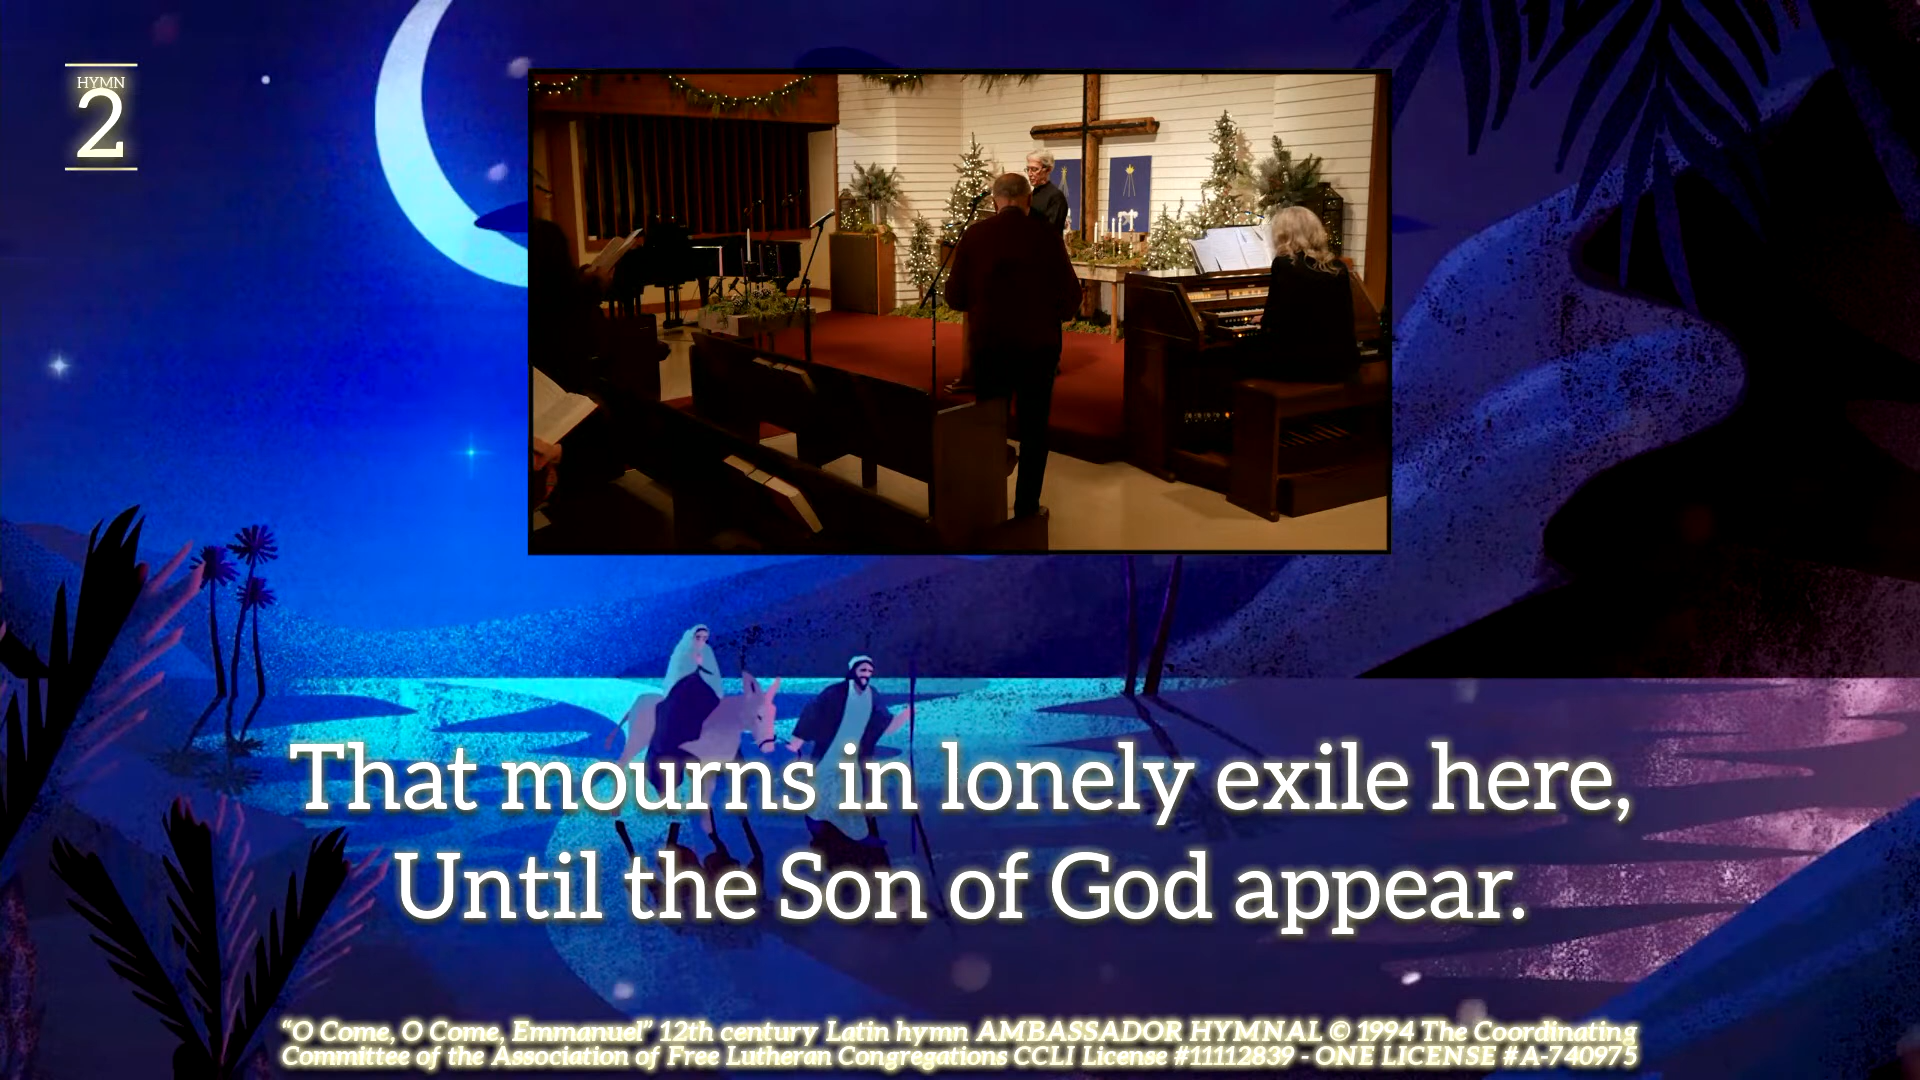 HYMN
2
That mourns in lonely exile here,
Until the Son of God appear.
“O Come, O Come, Emmanuel” 12th century Latin hymn AMBASSADOR HYMNAL © 1994 The Coordinating
Committee of the Association of Free Lutheran Congregations CCLI License #11112839 - ONE LICENSE #A-740975